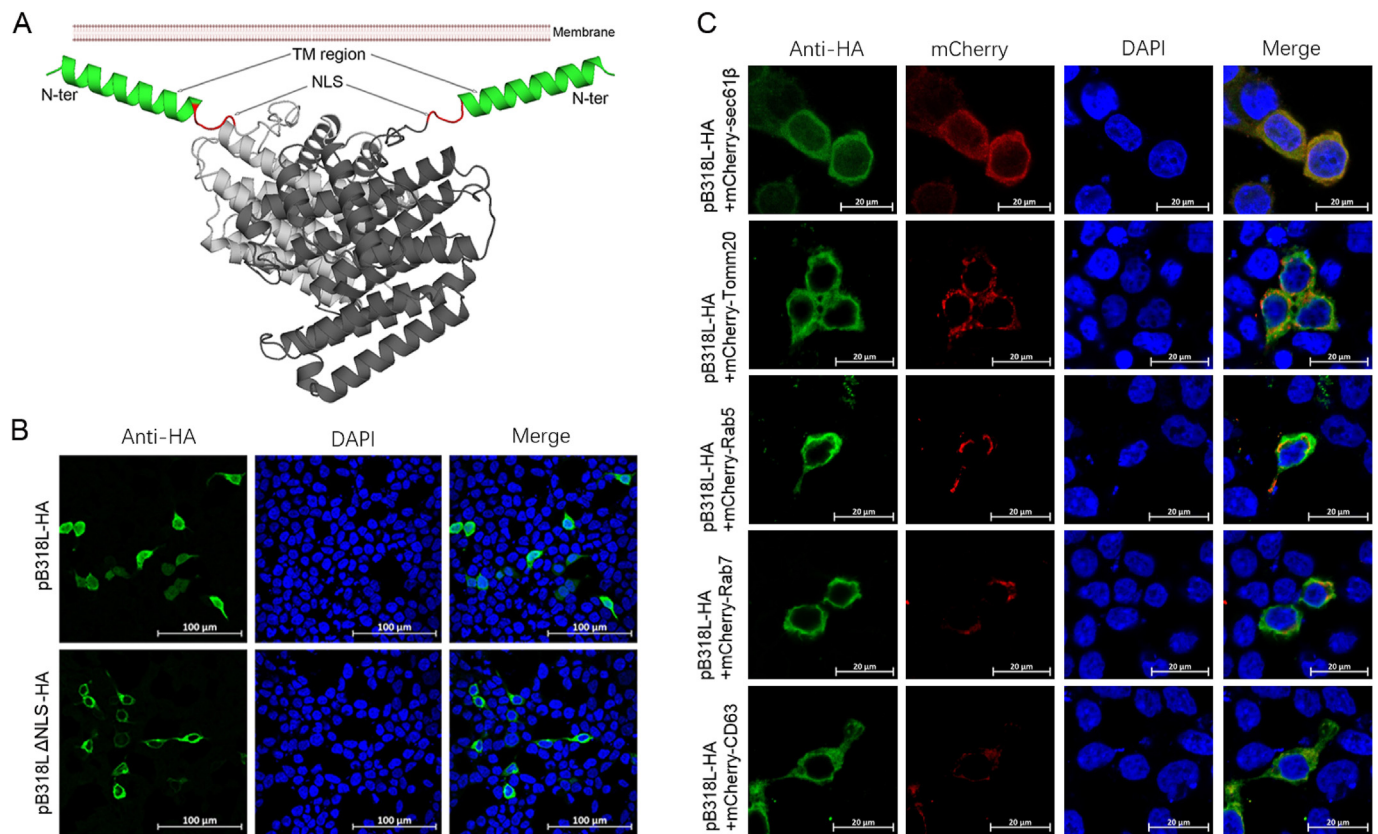 A
Membrane
TM region
N-ter
NLS
N-ter
B
Anti-HA DAPI Merge
pB318L-HA
100 μm 100 μm 100 μm
pB318L ΔNLS-HA
100 μm 100 μm 100 μm
C
Anti-HA mCherry DAPI Merge
pB318L-HA
+mCherry-sec61β
20 μm 20 μm 20 μm 20 μm
pB318L-HA
+mCherry-Tomm20
20 μm 20 μm 20 μm 20 μm
pB318L-HA
+mCherry-Rab5
20 μm 20 μm 20 μm 20 μm
pB318L-HA
+mCherry-Rab7
20 μm 20 μm 20 μm 20 μm
pB318L-HA
+mCherry-CD63
20 μm 20 μm 20 μm 20 μm